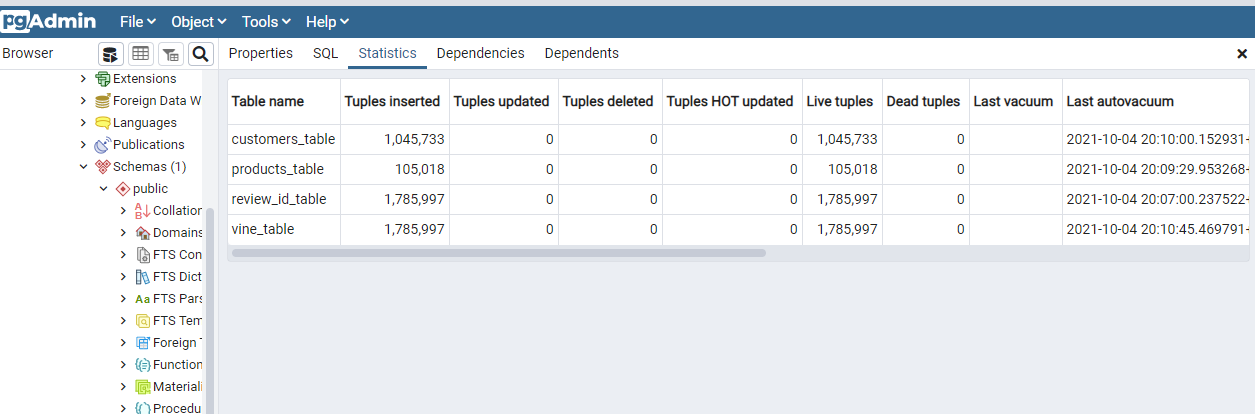 pgAdmin File Object Tools Help
Browser Properties SQL Statistics Dependencies Dependents
Extensions
Foreign Data W
Languages
Publications
Schemas (1)
public
Collation
Domains
FTS Con
FTS Dict
Aa FTS Pars
FTS Tem
Foreign T
Function
Materiali
Procedu
Table name Tuples inserted Tuples updated Tuples deleted Tuples HOT updated Live tuples Dead tuples Last vacuum Last autovacuum
customers_table 1,045,733 0 0 0 1,045,733 0 2021-10-04 20:10:00.152931+
products_table 105,018 0 0 0 105,018 0 2021-10-04 20:09:29.953268+
review_id_table 1,785,997 0 0 0 1,785,997 0 2021-10-04 20:07:00.237522+
vine_table 1,785,997 0 0 0 1,785,997 0 2021-10-04 20:10:45.469791+